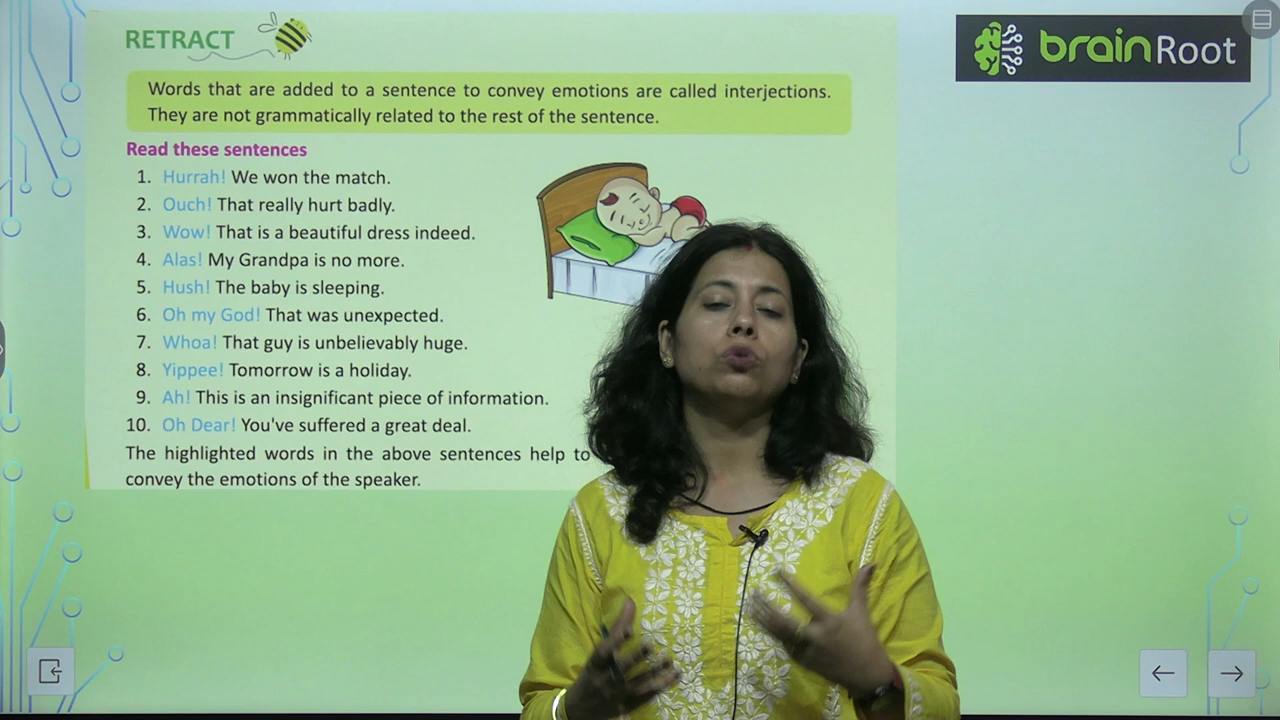 RETRACT
brainRoot
Words that are added to a sentence to convey emotions are called interjections.
They are not grammatically related to the rest of the sentence.
Read these sentences
1. Hurrah! We won the match.
2. Ouch! That really hurt badly.
3. Wow! That is a beautiful dress indeed.
4. Alas! My Grandpa is no more.
5. Hush! The baby is sleeping.
6. Oh my God! That was unexpected.
7. Whoa! That guy is unbelievably huge.
8. Yippee! Tomorrow is a holiday.
9. Ah! This is an insignificant piece of information.
10. Oh Dear! You've suffered a great deal.
The highlighted words in the above sentences help to
convey the emotions of the speaker.